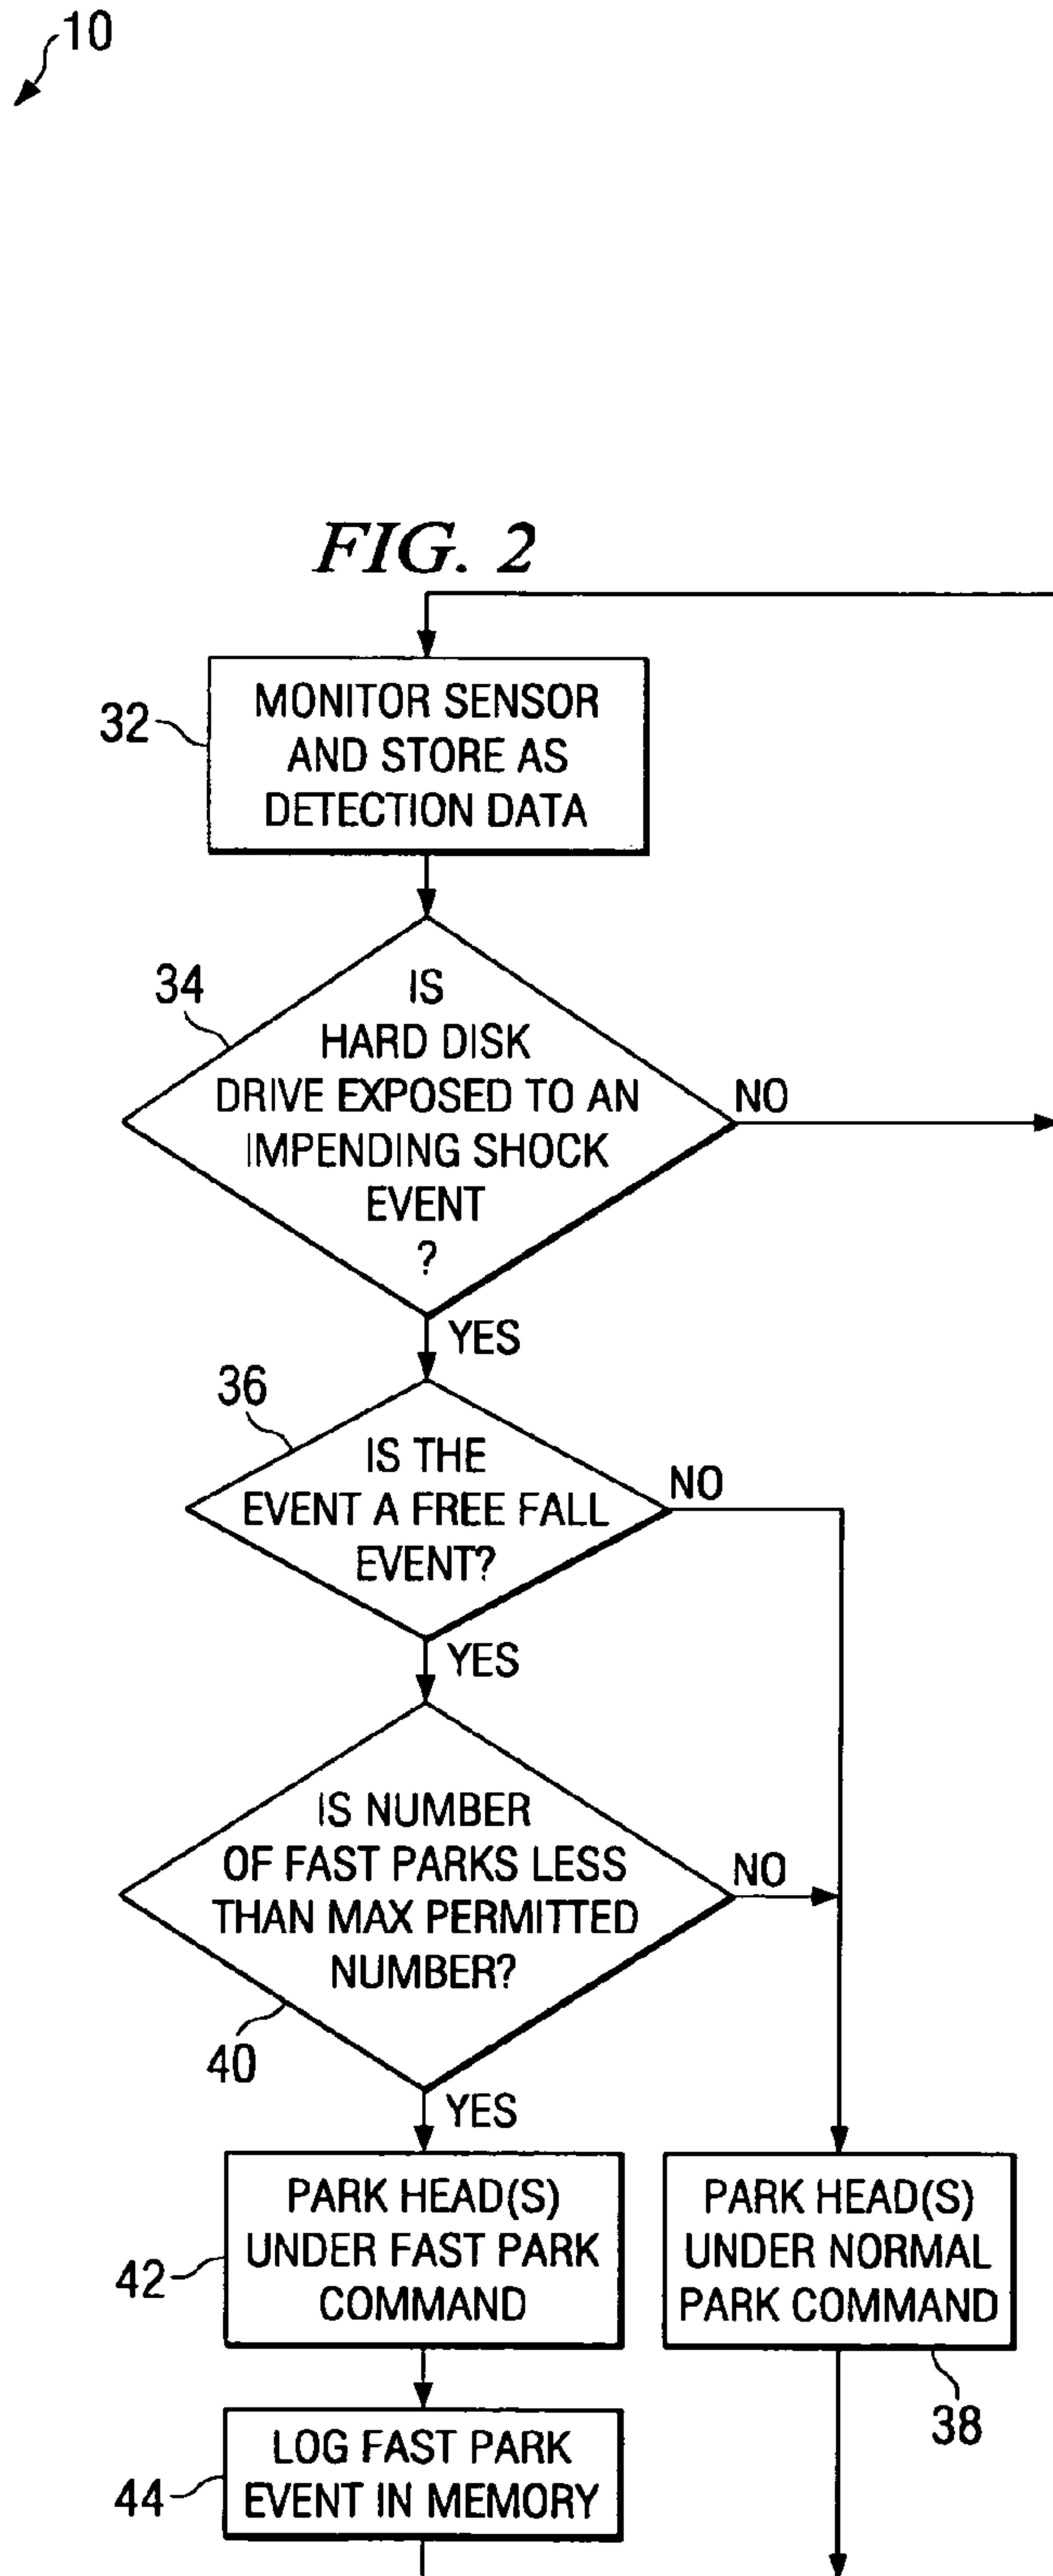 10
FIG. 2
32
MONITOR SENSOR
AND STORE AS
DETECTION DATA
34
IS
HARD DISK
DRIVE EXPOSED TO AN
IMPENDING SHOCK
EVENT
?
NO
YES
36
IS THE
EVENT A FREE FALL
EVENT?
NO
YES
IS NUMBER
OF FAST PARKS LESS
THAN MAX PERMITTED
NUMBER?
NO
40
YES
42
PARK HEAD(S)
UNDER FAST PARK
COMMAND
PARK HEAD(S)
UNDER NORMAL
PARK COMMAND
38
44
LOG FAST PARK
EVENT IN MEMORY